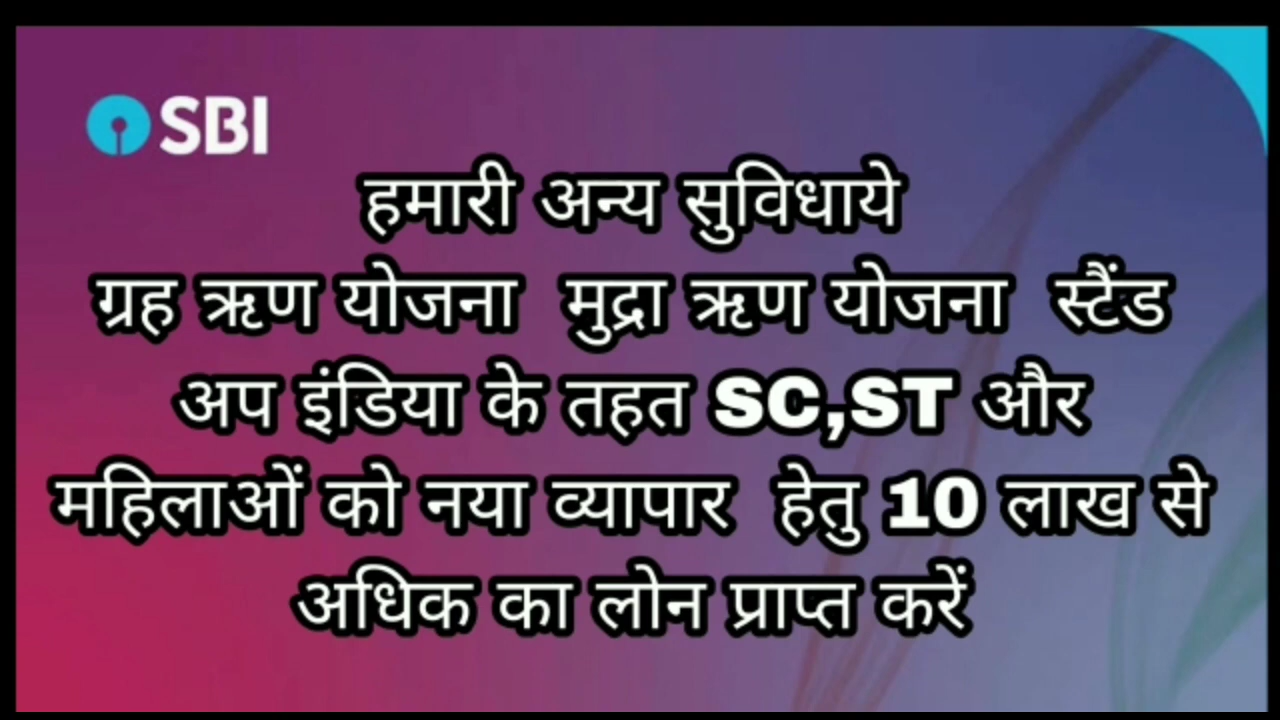 SBI
हमारी अन्य सुविधाये
ग्रह ऋण योजना मुद्रा ऋण योजना स्टैंड
अप इंडिया के तहत SC,ST और
महिलाओं को नया व्यापार हेतु 10 लाख से
अधिक का लोन प्राप्त करें